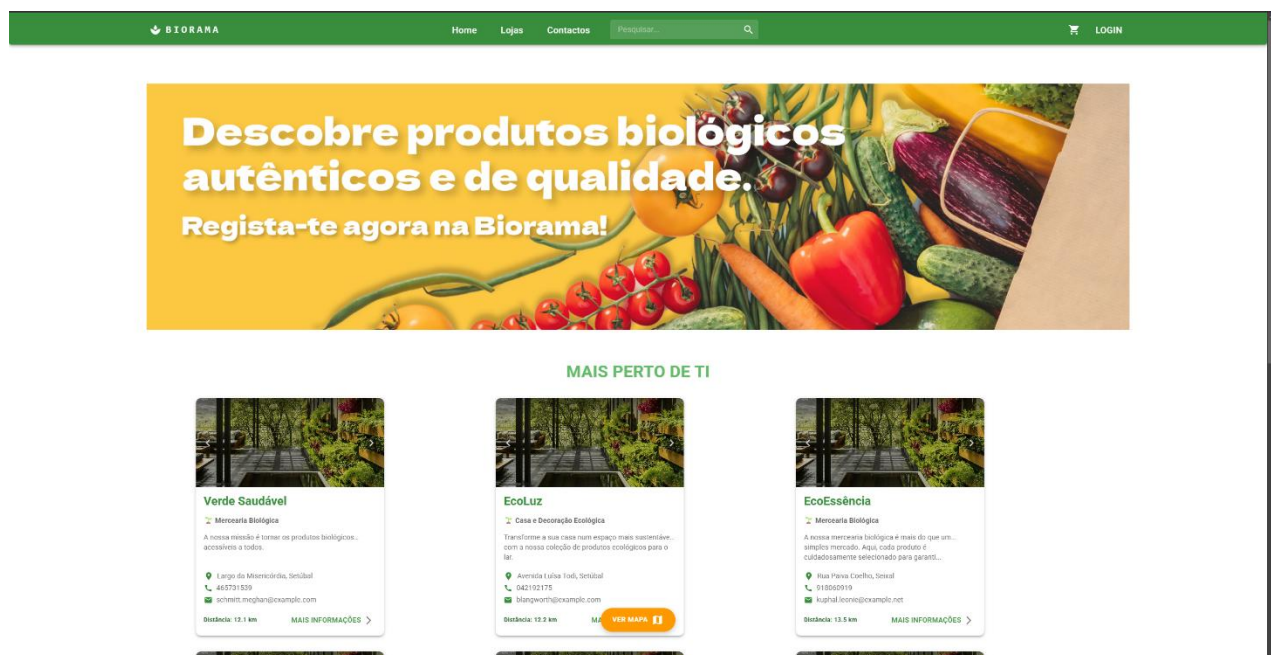 BIORAMA
Home Lojas Contactos Pesquisar... LOGIN
Descobre produtos biológicos
autênticos e de qualidade.
Regista-te agora na Biorama!
MAIS PERTO DE TI
Verde Saudável
Mercearia Biológica
A nossa missão é tornar os produtos biológicos..
acessíveis a todos.
Largo da Misericórdia, Setúbal
465731539
schmitt.meghan@example.com
Distância: 12.1 km MAIS INFORMAÇÕES
EcoLuz
Casa e Decoração Ecológica
Transforme a sua casa num espaço mais sustentáve..
com a nossa coleção de produtos ecológicos para o
lar.
Avenida Luísa Todi, Setúbal
042192175
blangworth@example.com
Distância: 12.2 km MA
VER MAPA
EcoEssência
Mercearia Biológica
A nossa mercearia biológica é mais do que um...
simples mercado. Aqui, cada produto é
cuidadosamente selecionado para garanti...
Rua Paiva Coelho, Seixal
918060919
kuphal.leonie@example.net
Distância: 13.5 km MAIS INFORMAÇÕES